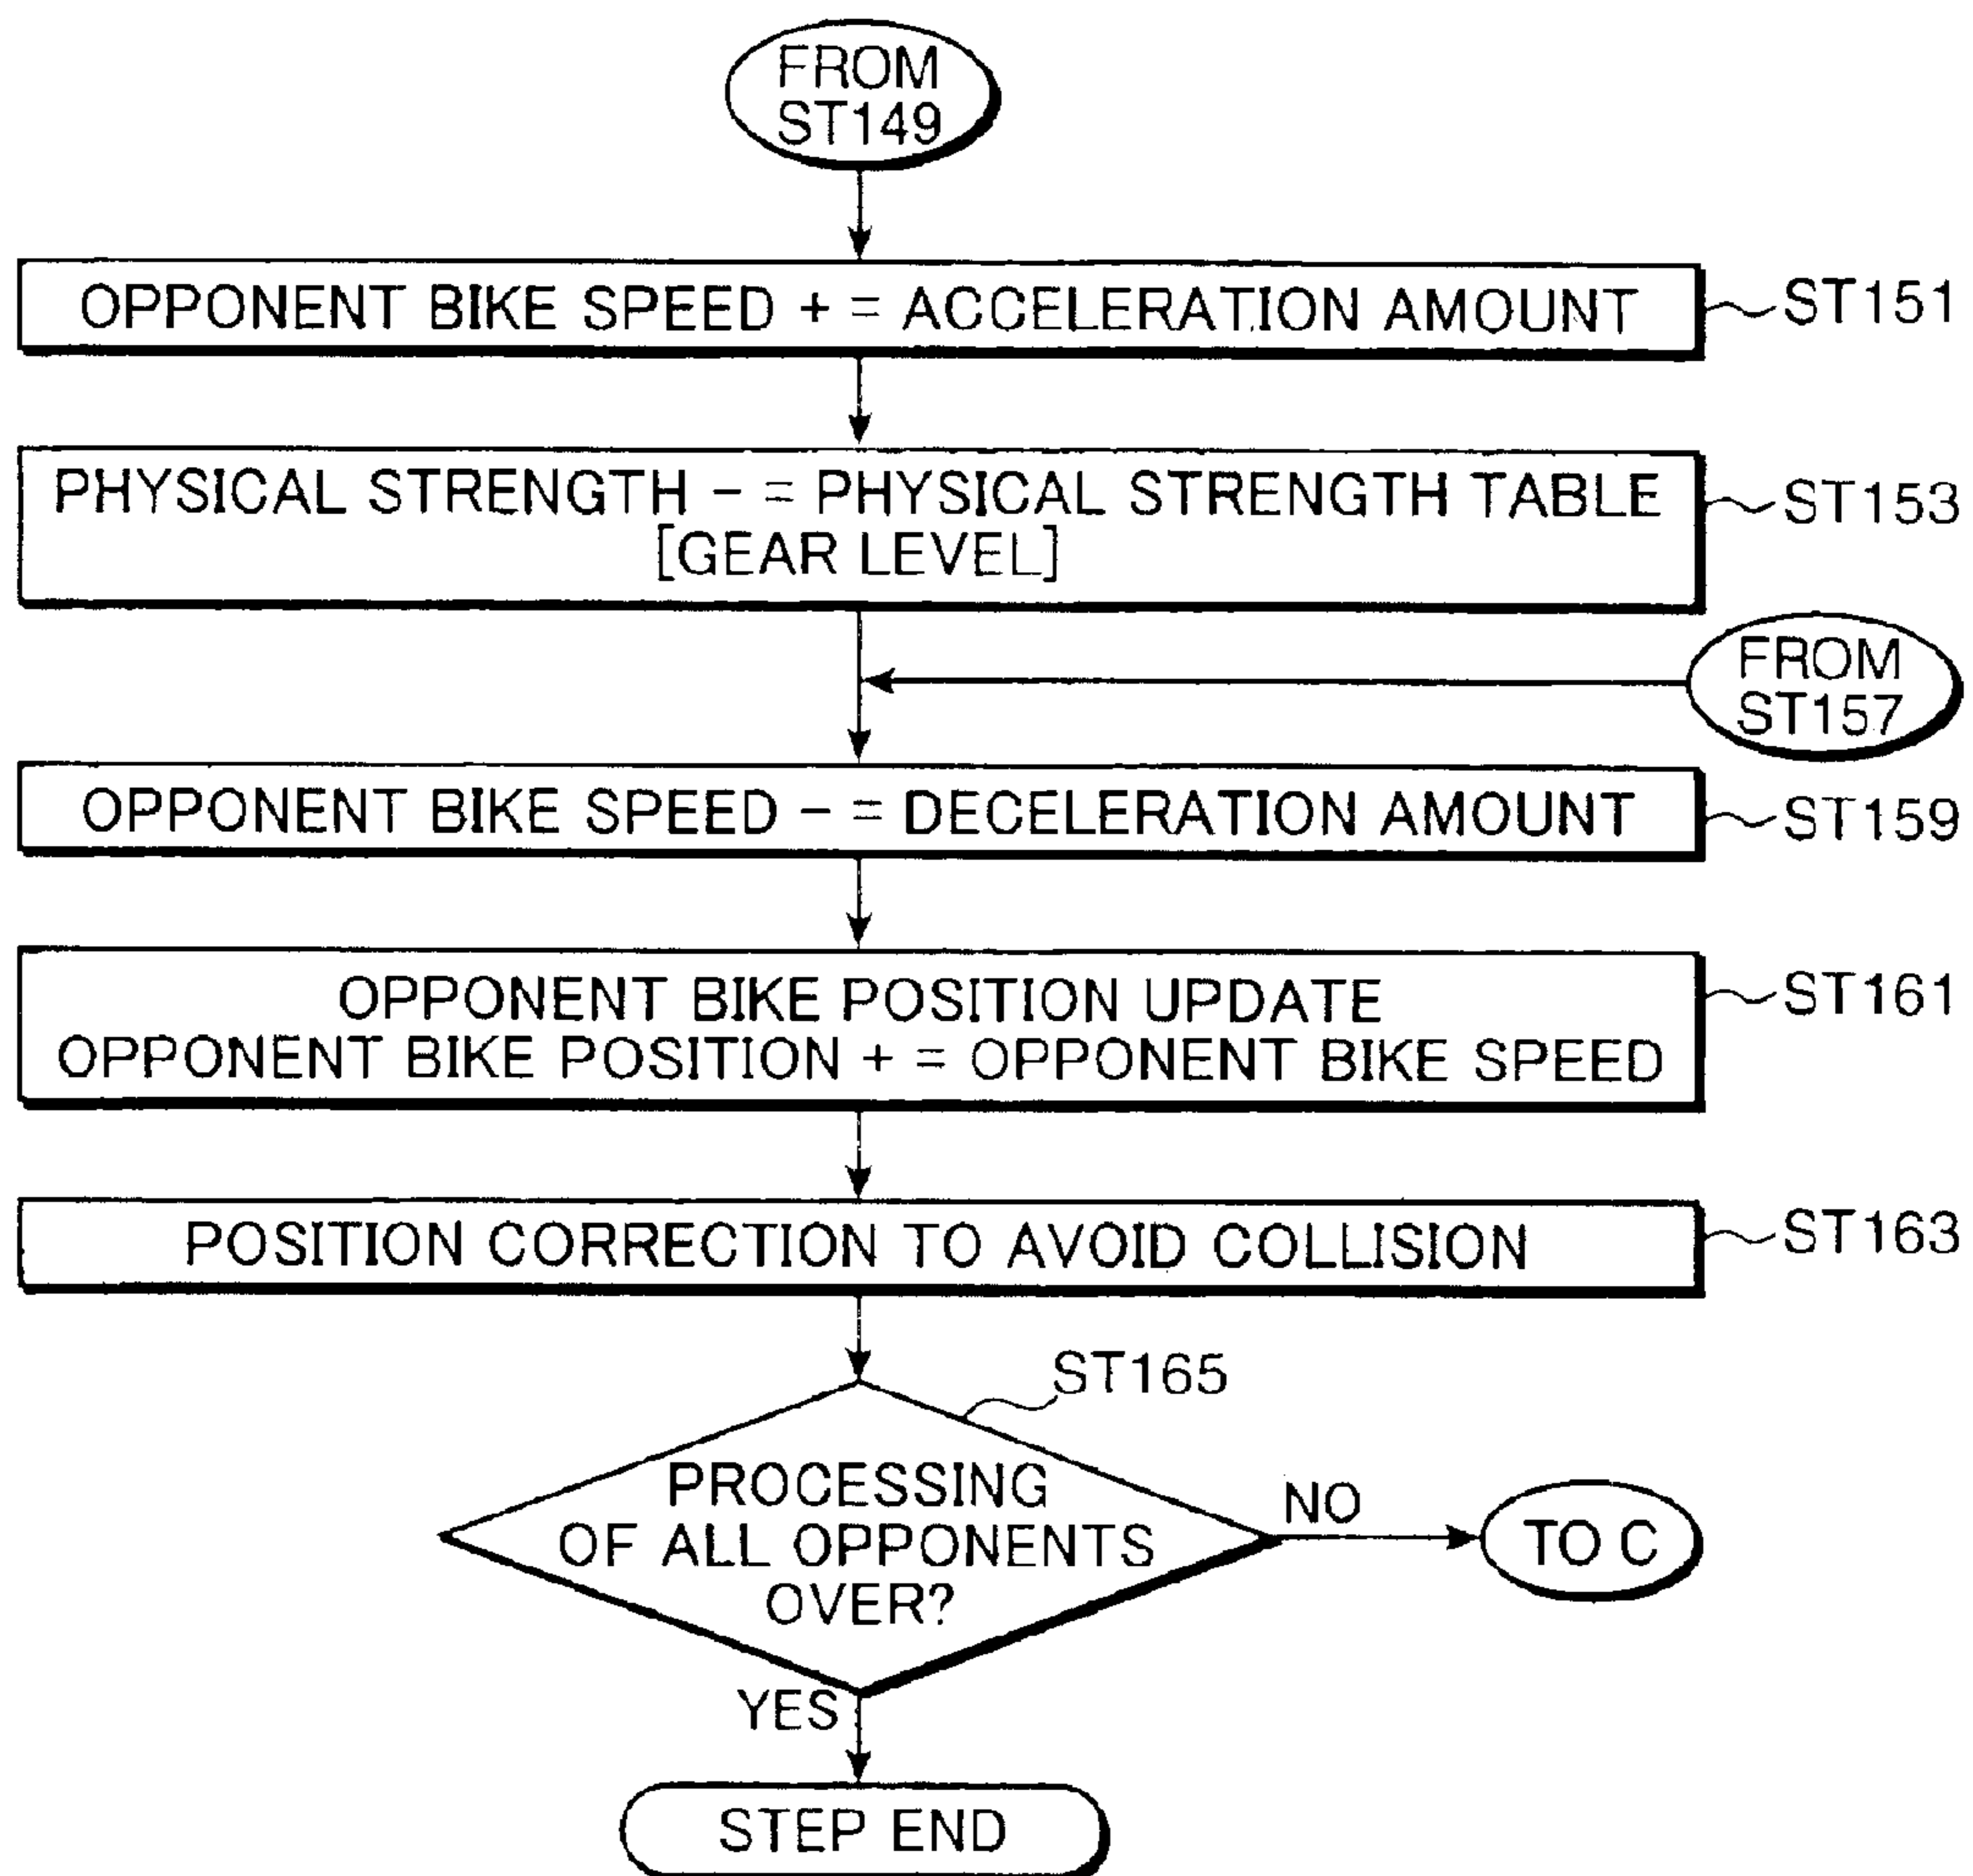 FROM
ST149
OPPONENT BIKE SPEED + = ACCELERATION AMOUNT
ST151
PHYSICAL STRENGTH - = PHYSICAL STRENGTH TABLE
[GEAR LEVEL]
ST153
FROM
ST157
OPPONENT BIKE SPEED - = DECELERATION AMOUNT
ST159
OPPONENT BIKE POSITION UPDATE
OPPONENT BIKE POSITION + = OPPONENT BIKE SPEED
ST161
POSITION CORRECTION TO AVOID COLLISION
ST163
ST165
PROCESSING
OF ALL OPPONENTS
OVER?
NO
TO C
YES
STEP END